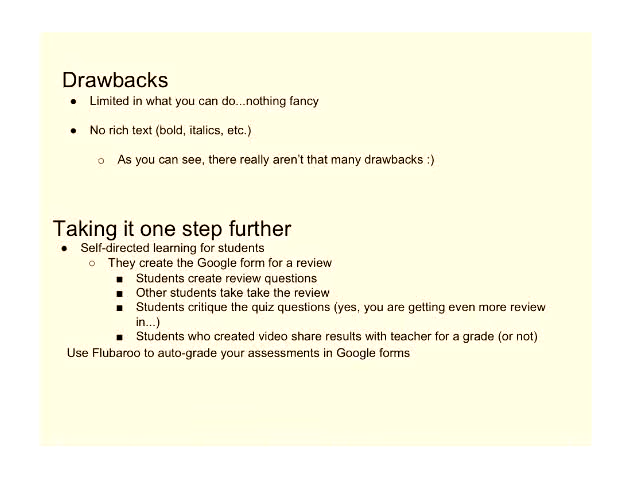 Drawbacks
● Limited in what you can do...nothing fancy
● No rich text (bold, italics, etc.)
○ As you can see, there really aren't that many drawbacks :)
Taking it one step further
● Self-directed learning for students
○ They create the Google form for a review
■ Students create review questions
■ Other students take take the review
■ Students critique the quiz questions (yes, you are getting even more review
in...)
■ Students who created video share results with teacher for a grade (or not)
Use Flubaroo to auto-grade your assessments in Google forms